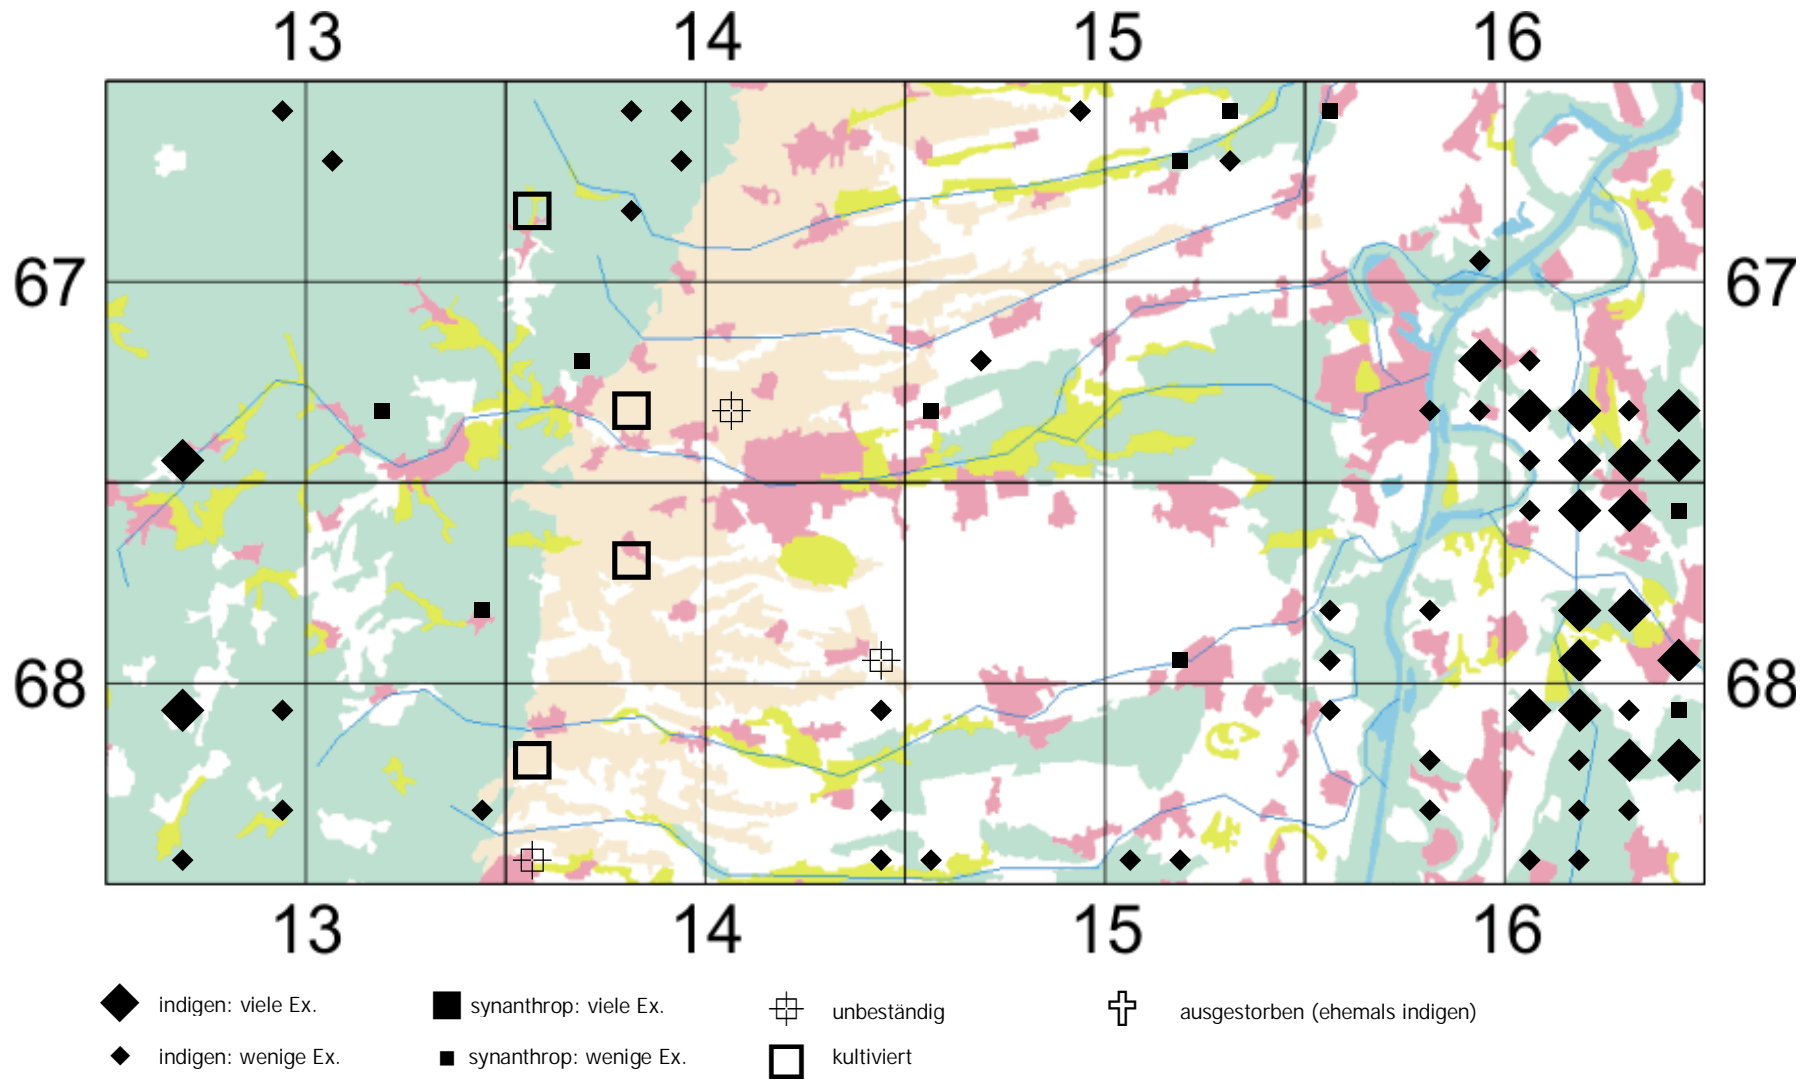 13 14 15 16
67 67
68 68
13 14 15 16
indigen: viele Ex. synanthrop: viele Ex. unbeständig ausgestorben (ehemals indigen)
indigen: wenige Ex. synanthrop: wenige Ex. kultiviert